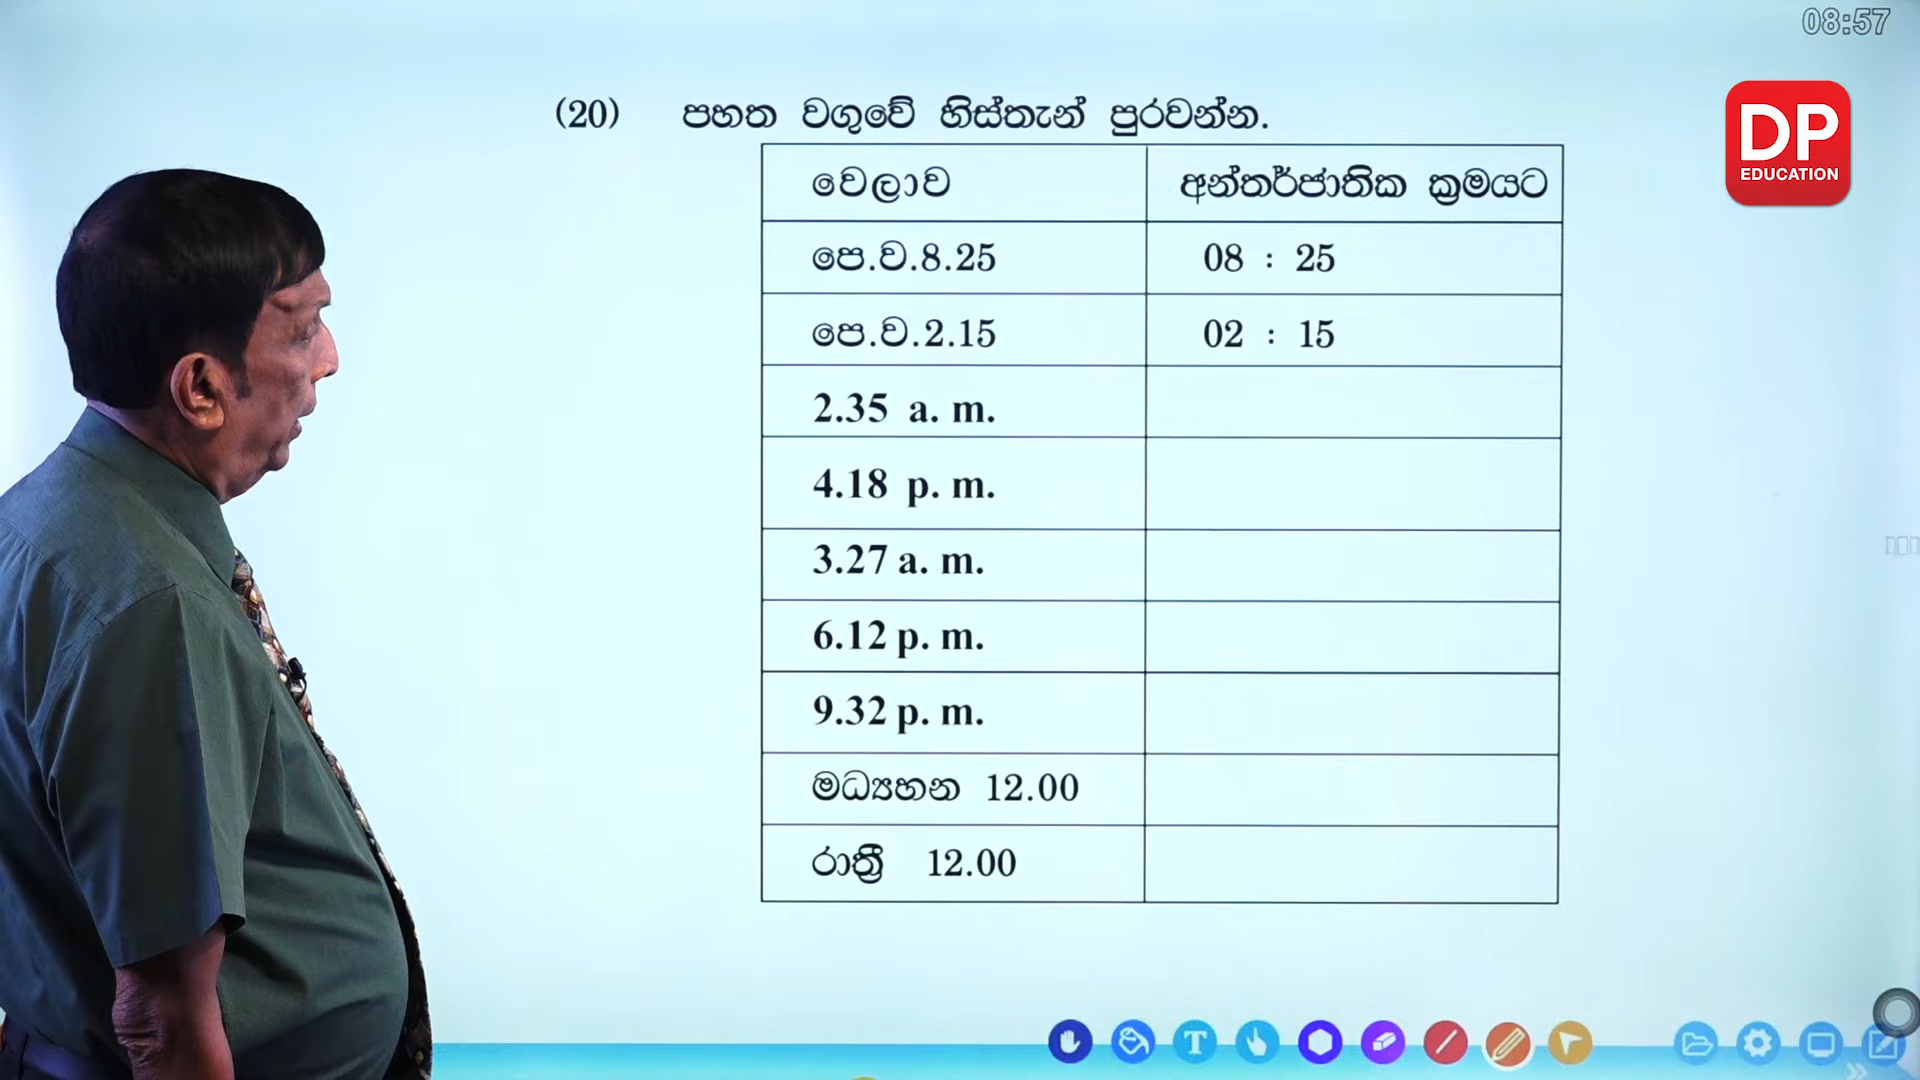 08:57
(20) පහත වගුවේ හිස්තැන් පුරවන්න.
DP
EDUCATION
වෙලාව අන්තර්ජාතික ක්‍රමයට
පෙ.ව.8.25 08 : 25
පෙ.ව.2.15 02 : 15
2.35 a. m.
4.18 p. m.
3.27 a. m.
6.12 p. m.
9.32 p. m.
මධ්‍යහන 12.00
රාත්‍රී 12.00